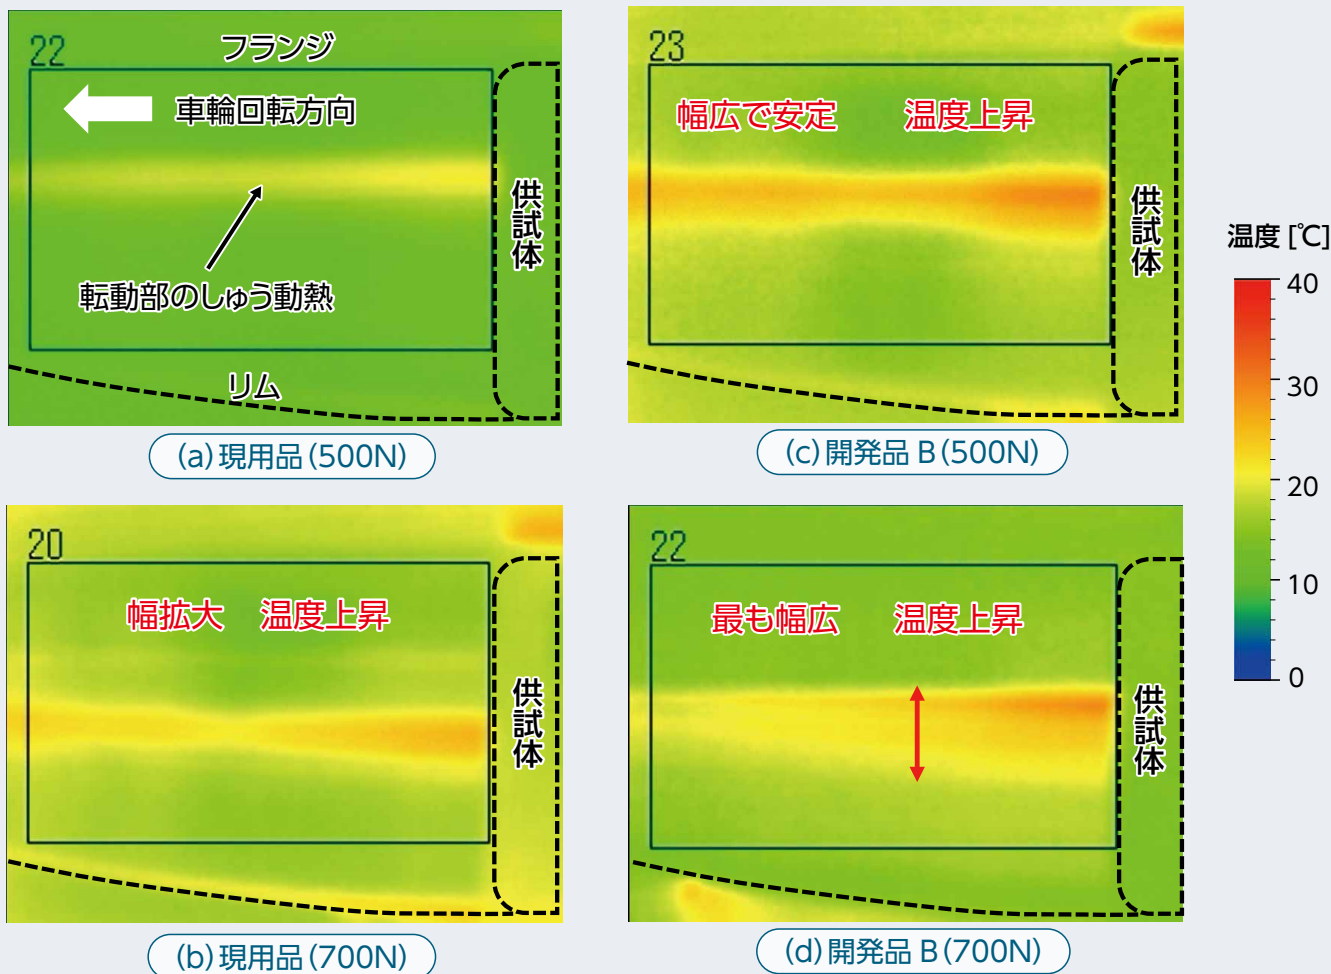 22
フランジ
車輪回転方向
転動部のしゅう動熱
リム
供試体
(a)現用品(500N)
23
幅広で安定
温度上昇
供試体
(c)開発品 B(500N)
20
幅拡大
温度上昇
供試体
(b)現用品(700N)
22
最も幅広
温度上昇
供試体
(d)開発品 B(700N)
温度 [℃]
40
30
20
10
0